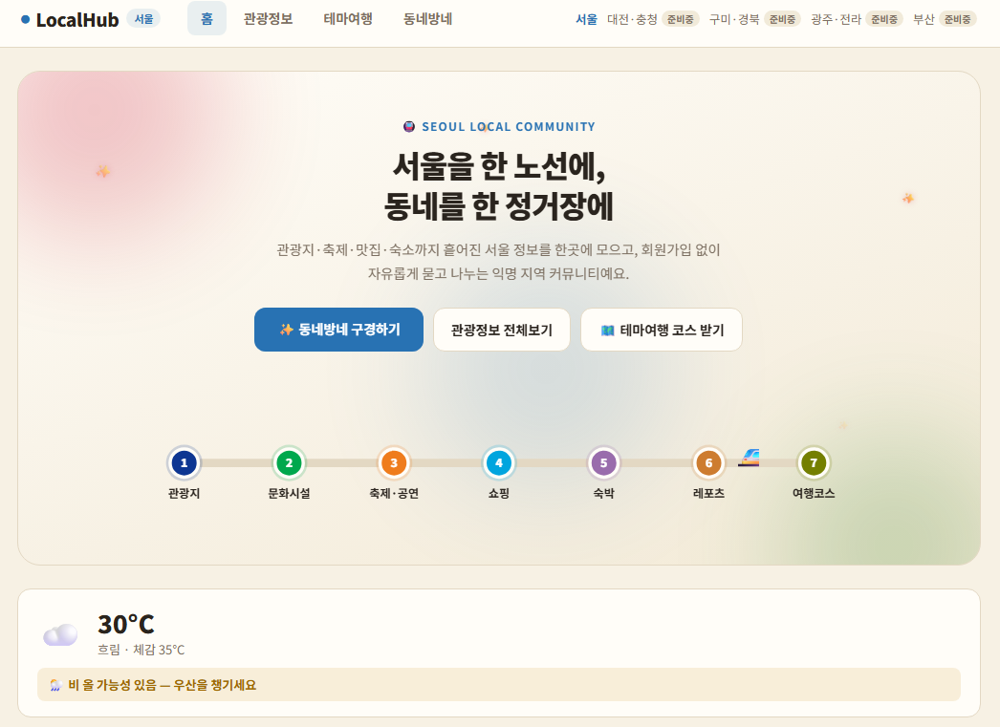 LocalHub 서울 홈 관광정보 테마여행 동네방네 서울 대전·충청 준비중 구미·경북 준비중 광주·전라 준비중 부산 준비중
SEOUL LOCAL COMMUNITY
서울을 한 노선에,
동네를 한 정거장에
관광지·축제·맛집·숙소까지 흩어진 서울 정보를 한곳에 모으고, 회원가입 없이
자유롭게 묻고 나누는 익명 지역 커뮤니티예요.
동네방네 구경하기 관광정보 전체보기 테마여행 코스 받기
1 2 3 4 5 6 7
관광지 문화시설 축제·공연 쇼핑 숙박 레포츠 여행코스
30°C
흐림 · 체감 35°C
비 올 가능성 있음 — 우산을 챙기세요